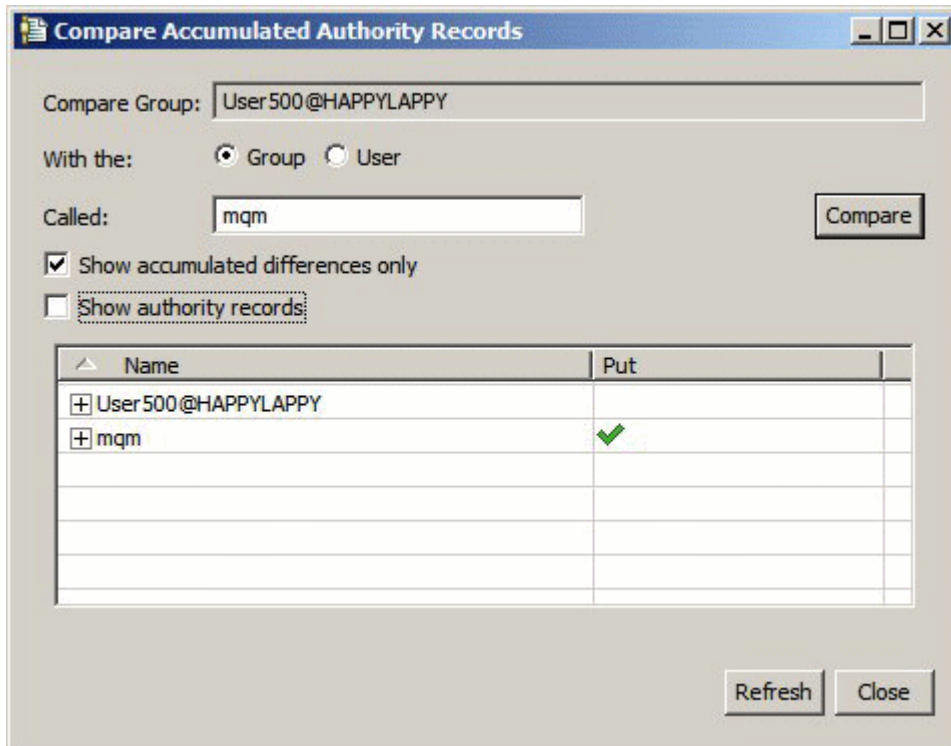 Compare Accumulated Authority Records
Compare Group: User500@HAPPYLAPPY
With the: Group User
Called: mqm Compare
Show accumulated differences only
Show authority records
Name Put
User500@HAPPYLAPPY
mqm
Refresh Close